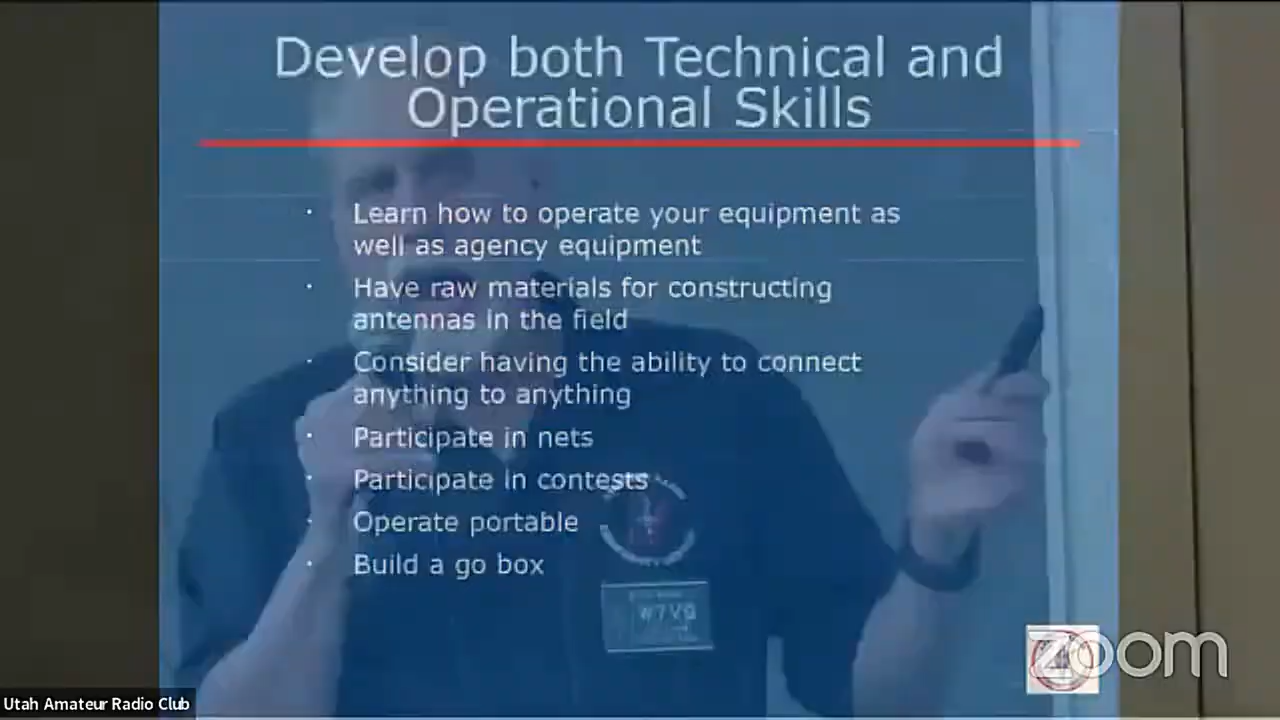 Develop both Technical and
Operational Skills
· Learn how to operate your equipment as
well as agency equipment
· Have raw materials for constructing
antennas in the field
· Consider having the ability to connect
anything to anything
· Participate in nets
· Participate in contests
· Operate portable
· Build a go box
W7VG
zoom
Utah Amateur Radio Club